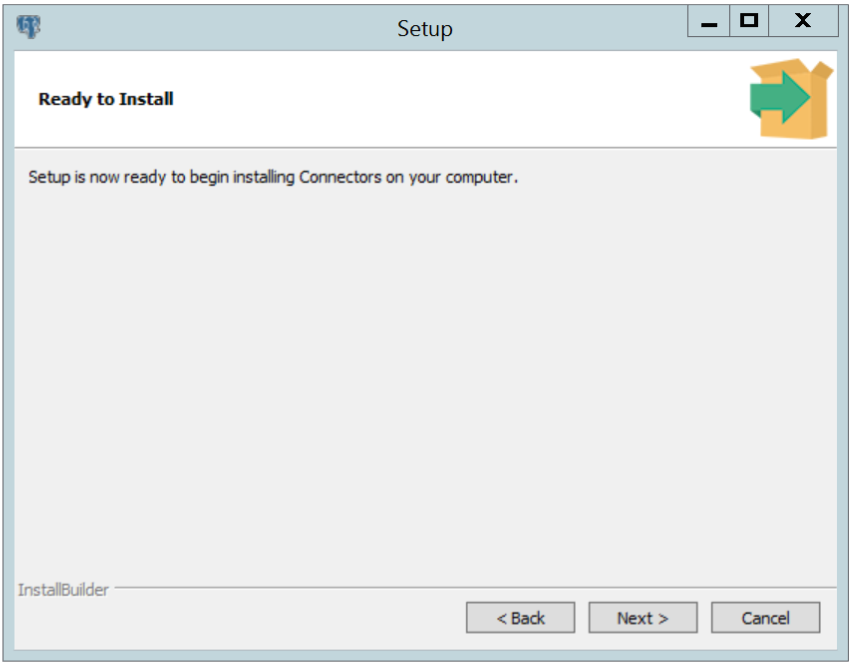 Setup
Ready to Install
Setup is now ready to begin installing Connectors on your computer.
InstallBuilder
< Back Next > Cancel